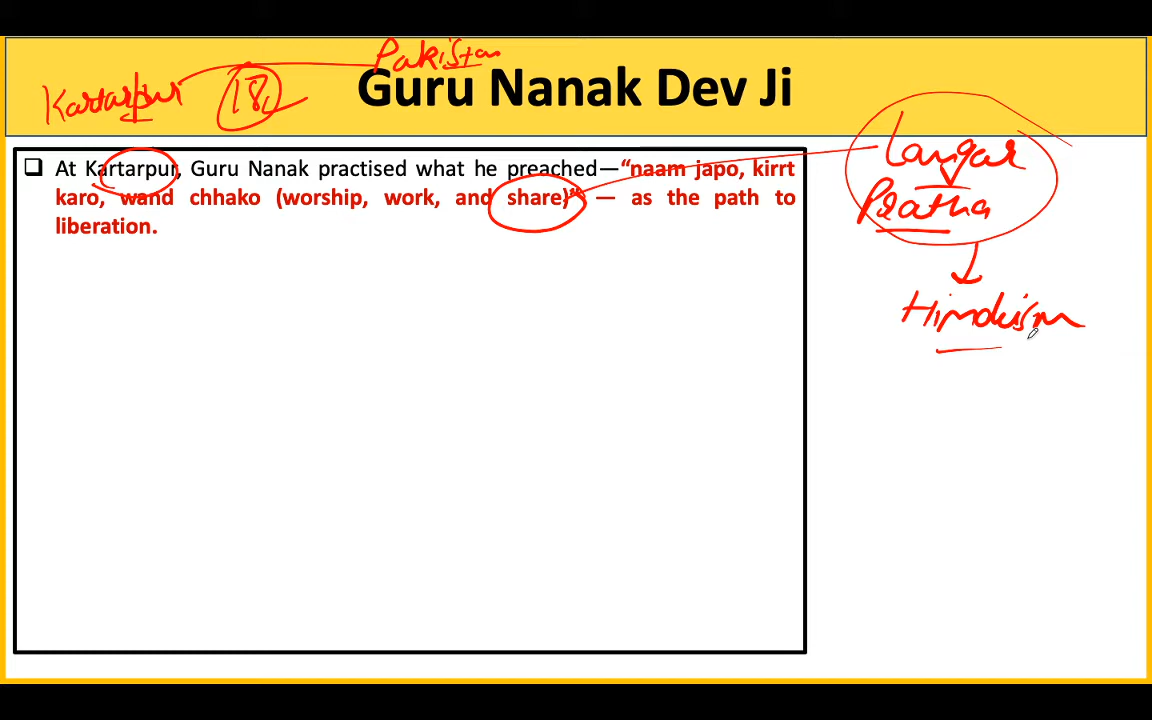 Pakistan
Kartarpur 18
Guru Nanak Dev Ji
Langar
Pratha
Hinduism
❑ At Kartarpur, Guru Nanak practised what he preached—“naam japo, kirrt
karo, wand chhako (worship, work, and share)” — as the path to
liberation.